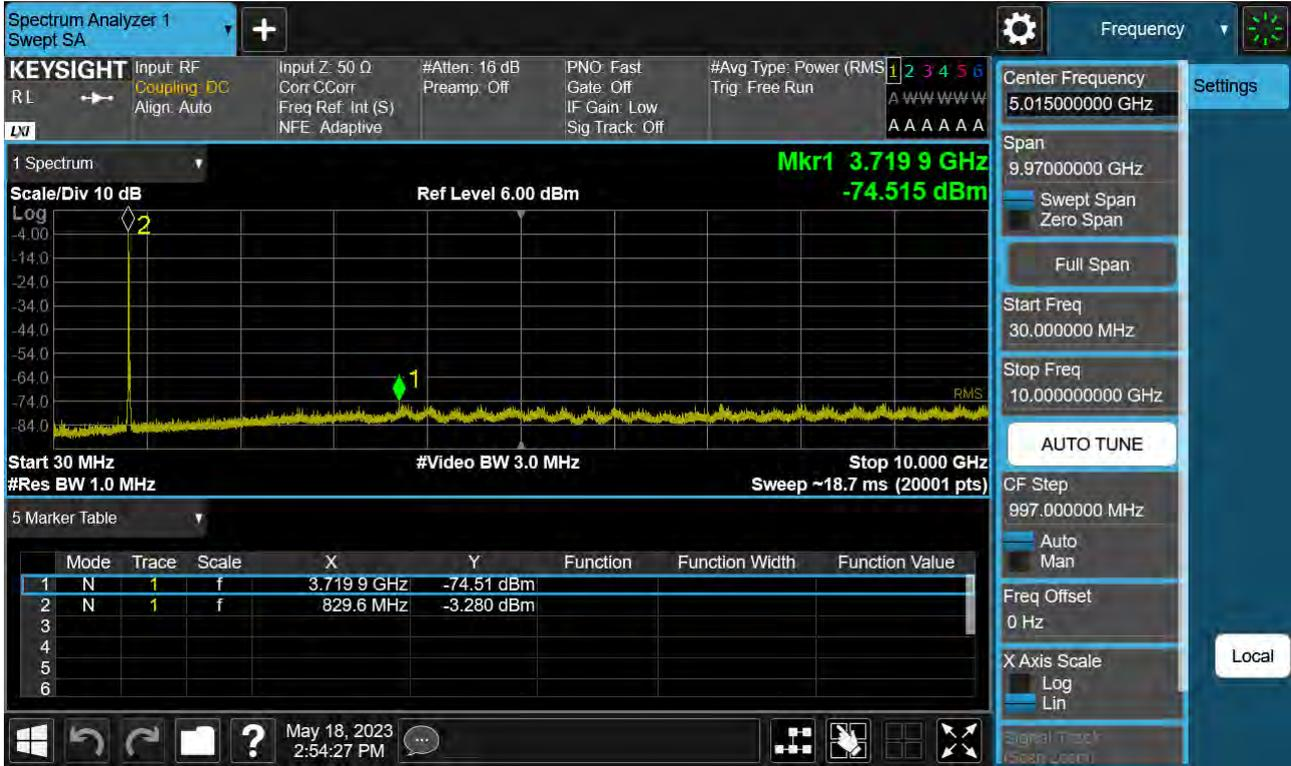 Spectrum Analyzer 1
Swept SA
Frequency
KEYSIGHT
RL
LXI
Input: RF
Coupling: DC
Align: Auto
Input Z: 50 Ω
Corr CCorr
Freq Ref: Int (S)
NFE: Adaptive
#Atten: 16 dB
Preamp: Off
PNO: Fast
Gate: Off
IF Gain: Low
Sig Track: Off
#Avg Type: Power (RMS
Trig: Free Run
1 2 3 4 5 6
A W W W W W
A A A A A A
1 Spectrum
Scale/Div 10 dB
Ref Level 6.00 dBm
Mkr1 3.719 9 GHz
-74.515 dBm
Log
-4.00
-14.0
-24.0
-34.0
-44.0
-54.0
-64.0
-74.0
-84.0
2
1
RMS
Start 30 MHz
#Video BW 3.0 MHz
Stop 10.000 GHz
#Res BW 1.0 MHz
Sweep ~18.7 ms (20001 pts)
5 Marker Table
Mode Trace Scale X Y Function Function Width Function Value
1 N 1 f 3.719 9 GHz -74.51 dBm
2 N 1 f 829.6 MHz -3.280 dBm
3
4
5
6
?
May 18, 2023
2:54:27 PM
Center Frequency
5.015000000 GHz
Settings
Span
9.97000000 GHz
Swept Span
Zero Span
Full Span
Start Freq
30.000000 MHz
Stop Freq
10.000000000 GHz
AUTO TUNE
CF Step
997.000000 MHz
Auto
Man
Freq Offset
0 Hz
X Axis Scale
Log
Lin
Local
Signal Track
(Span Zoom)